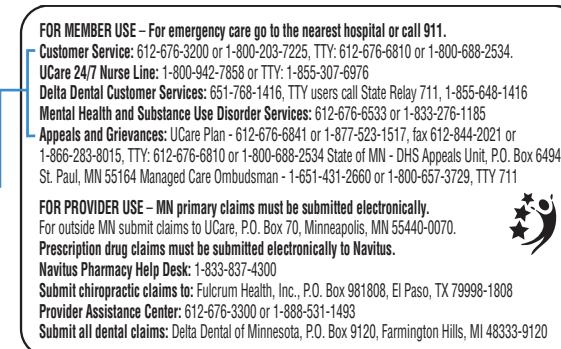 FOR MEMBER USE – For emergency care go to the nearest hospital or call 911.
Customer Service: 612-676-3200 or 1-800-203-7225, TTY: 612-676-6810 or 1-800-688-2534.
UCare 24/7 Nurse Line: 1-800-942-7858 or TTY: 1-855-307-6976
Delta Dental Customer Services: 651-768-1416, TTY users call State Relay 711, 1-855-648-1416
Mental Health and Substance Use Disorder Services: 612-676-6533 or 1-833-276-1185
Appeals and Grievances: UCare Plan - 612-676-6841 or 1-877-523-1517, fax 612-844-2021 or
1-866-283-8015, TTY: 612-676-6810 or 1-800-688-2534 State of MN - DHS Appeals Unit, P.O. Box 6494
St. Paul, MN 55164 Managed Care Ombudsman - 1-651-431-2660 or 1-800-657-3729, TTY 711
FOR PROVIDER USE – MN primary claims must be submitted electronically.
For outside MN submit claims to UCare, P.O. Box 70, Minneapolis, MN 55440-0070.
Prescription drug claims must be submitted electronically to Navitus.
Navitus Pharmacy Help Desk: 1-833-837-4300
Submit chiropractic claims to: Fulcrum Health, Inc., P.O. Box 981808, El Paso, TX 79998-1808
Provider Assistance Center: 612-676-3300 or 1-888-531-1493
Submit all dental claims: Delta Dental of Minnesota, P.O. Box 9120, Farmington Hills, MI 48333-9120